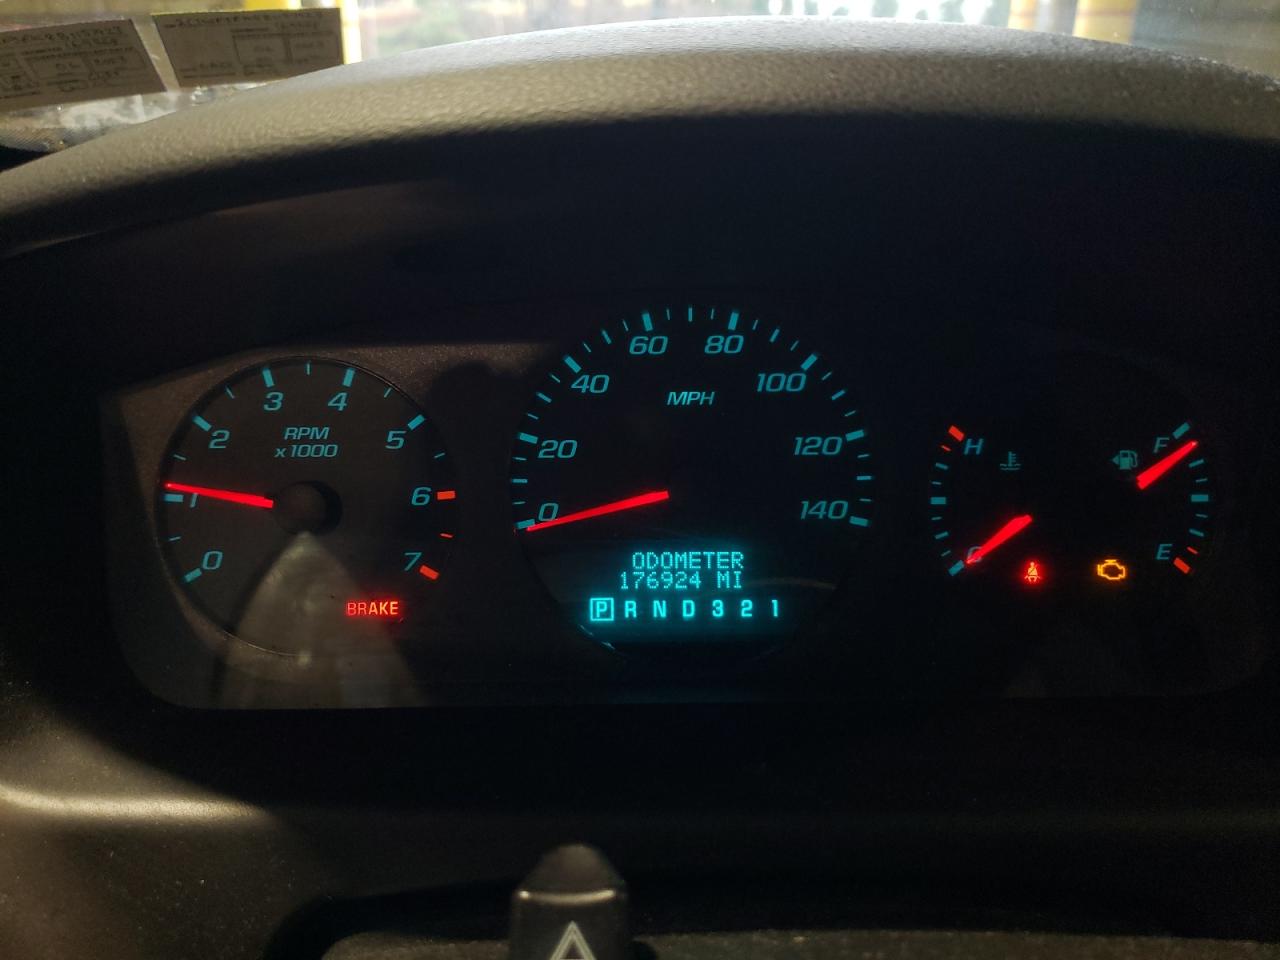 3 4
2 5
RPM
x1000
1 6
0 7
BRAKE
60 80
40 100
MPH
20 120
0 140
ODOMETER
176924 MI
P R N D 3 2 1
H
C
F
E